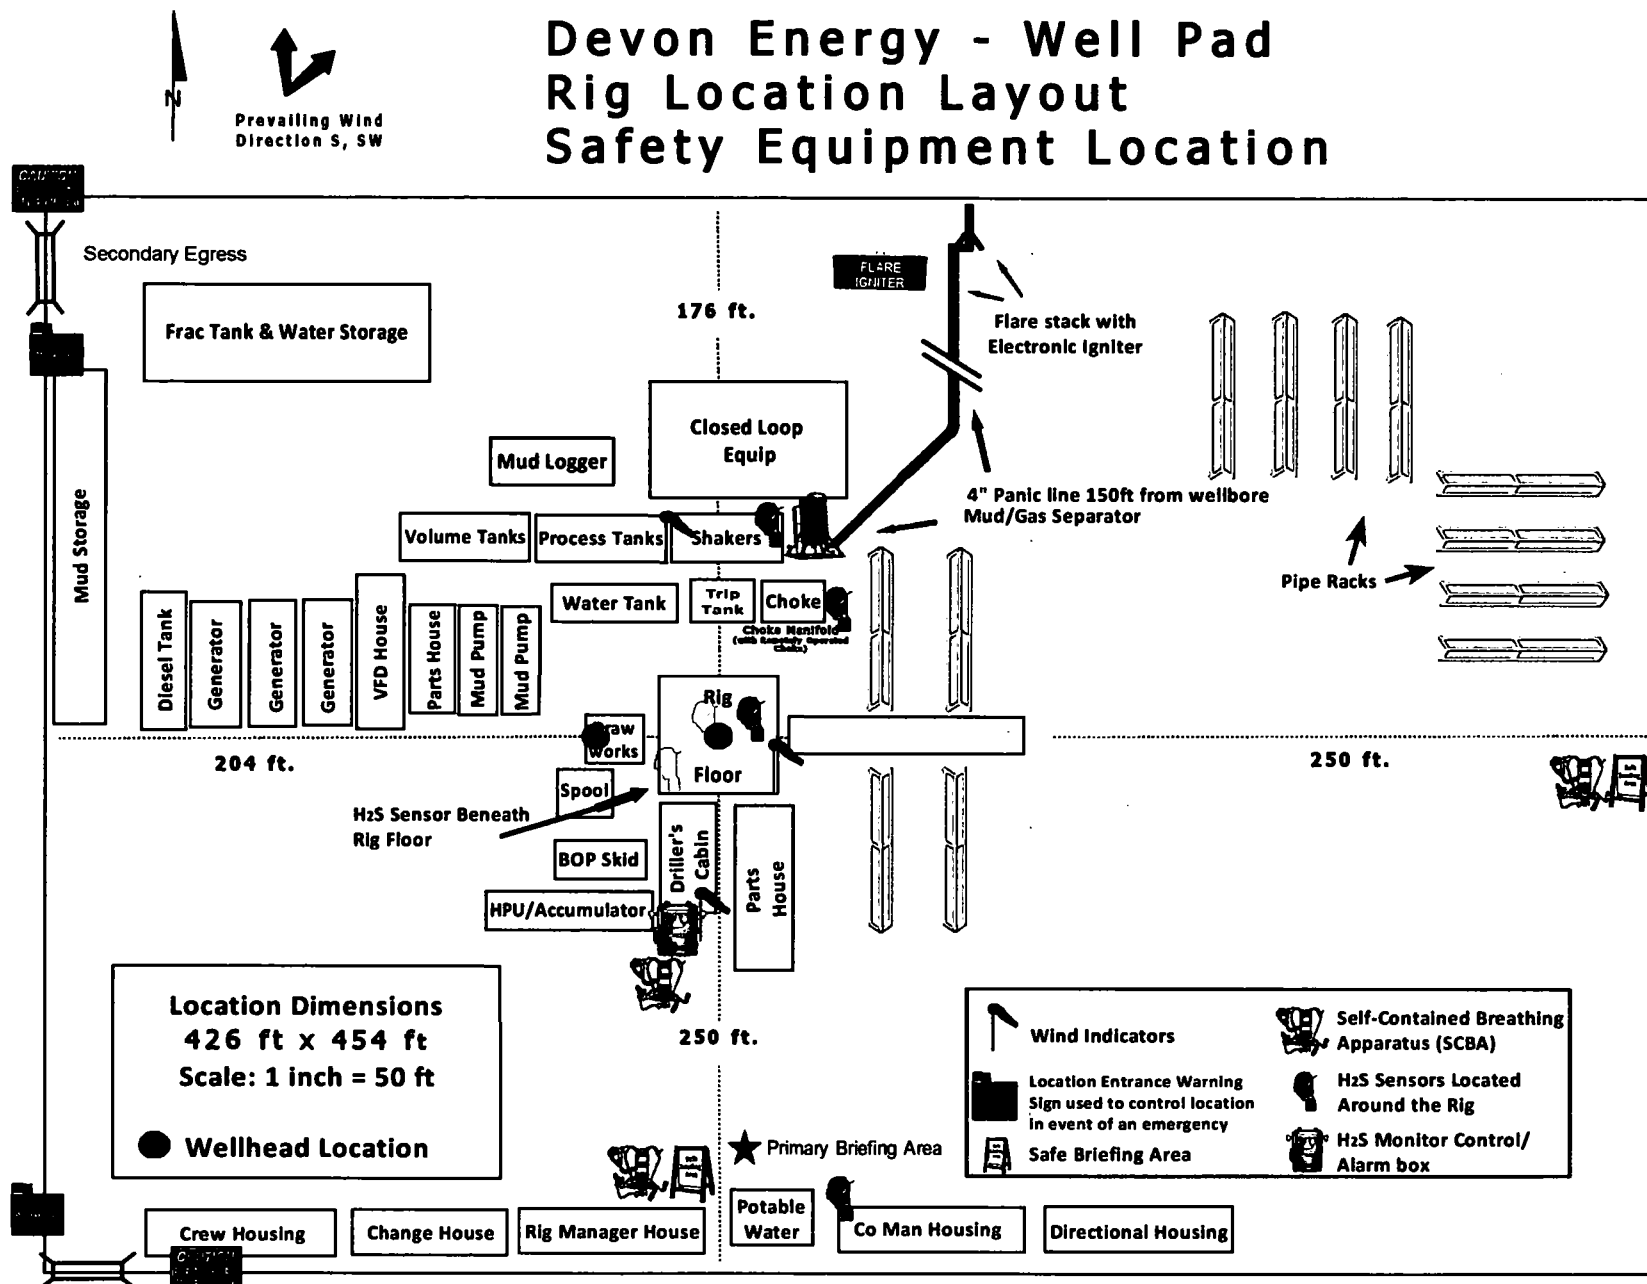 Devon Energy - Well Pad
Rig Location Layout
Safety Equipment Location
N
Prevailing Wind
Direction S, SW
Secondary Egress
Frac Tank & Water Storage
176 ft.
FLARE
IGNITER
Flare stack with
Electronic Igniter
Closed Loop
Equip
Mud Logger
4" Panic line 150ft from wellbore
Mud/Gas Separator
Mud Storage
Volume Tanks
Process Tanks
Shakers
Pipe Racks
Water Tank
Trip
Tank
Choke
Choke Manifold
(with Remotely Operated
Choke)
Diesel Tank
Generator
Generator
Generator
VFD House
Parts House
Mud Pump
Mud Pump
Rig
Floor
Works
204 ft.
250 ft.
Spool
H2S Sensor Beneath
Rig Floor
BOP Skid
Driller's
Cabin
Parts
House
HPU/Accumulator
Location Dimensions
426 ft x 454 ft
Scale: 1 inch = 50 ft
Wellhead Location
250 ft.
Wind Indicators
Location Entrance Warning
Sign used to control location
in event of an emergency
Safe Briefing Area
Self-Contained Breathing
Apparatus (SCBA)
H2S Sensors Located
Around the Rig
H2S Monitor Control/
Alarm box
Primary Briefing Area
Crew Housing
Change House
Rig Manager House
Potable
Water
Co Man Housing
Directional Housing